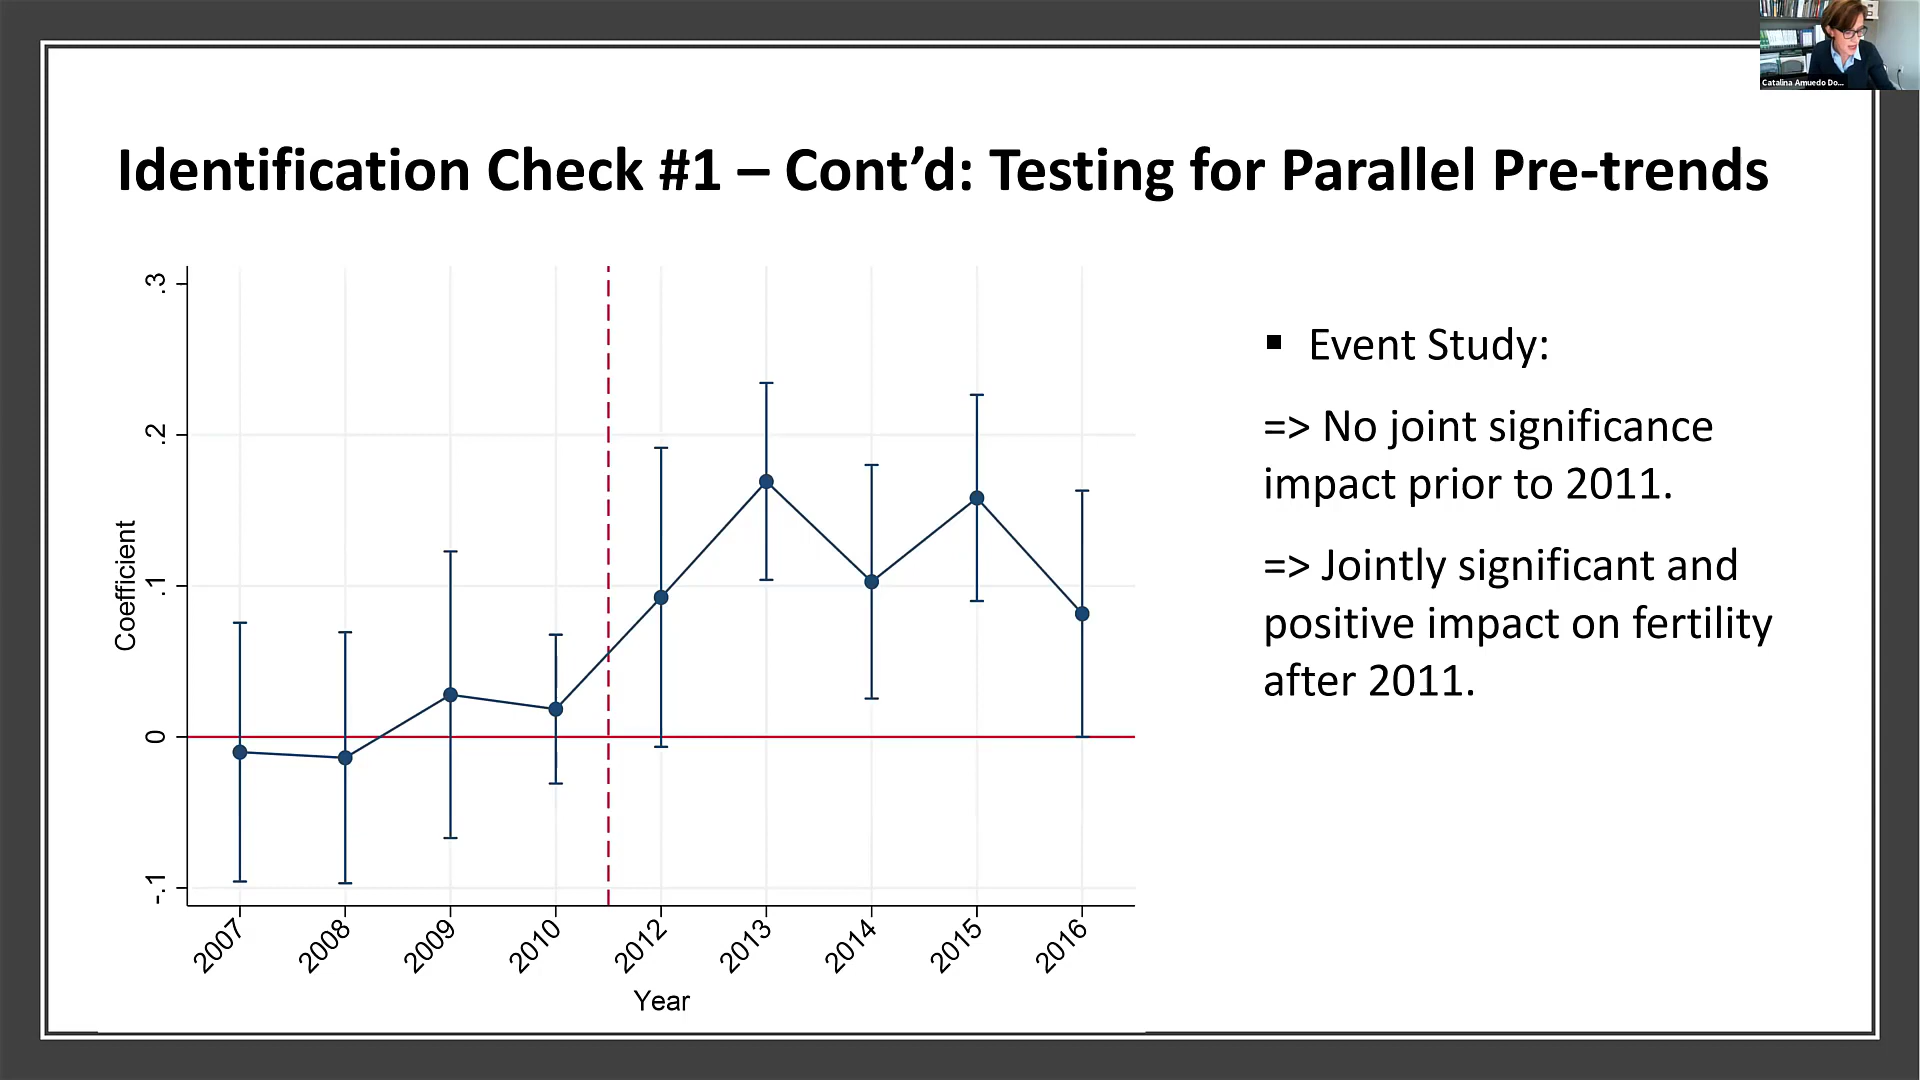 Catalina Amuedo Do...
Identification Check #1 – Cont’d: Testing for Parallel Pre-trends
.3
.2
.1
0
-.1
Coefficient
2007
2008
2009
2010
2012
2013
2014
2015
2016
Year
▪ Event Study:
=> No joint significance
impact prior to 2011.
=> Jointly significant and
positive impact on fertility
after 2011.